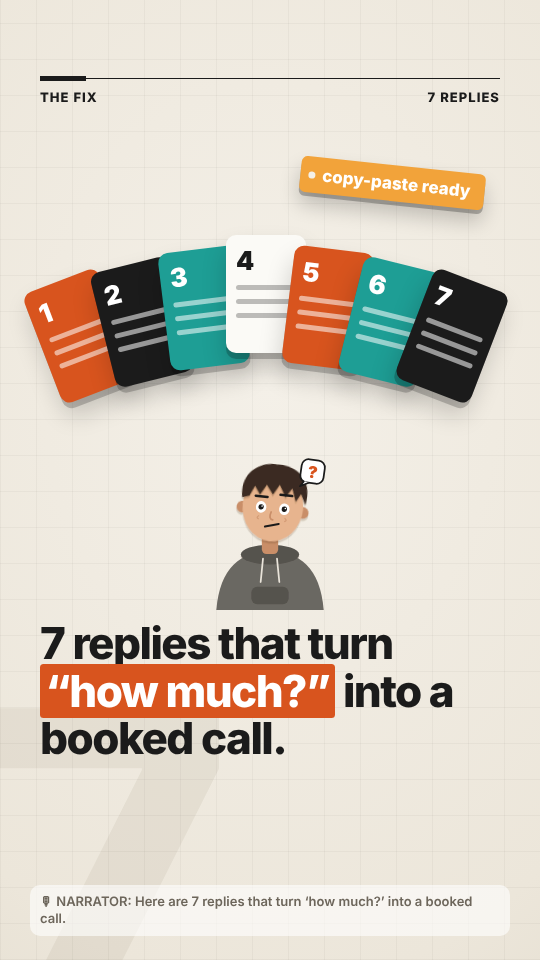 THE FIX
7 REPLIES
copy-paste ready
1
2
3
4
5
6
7
?
7 replies that turn
“how much?” into a
booked call.
7
🎙 NARRATOR: Here are 7 replies that turn ‘how much?’ into a booked
call.